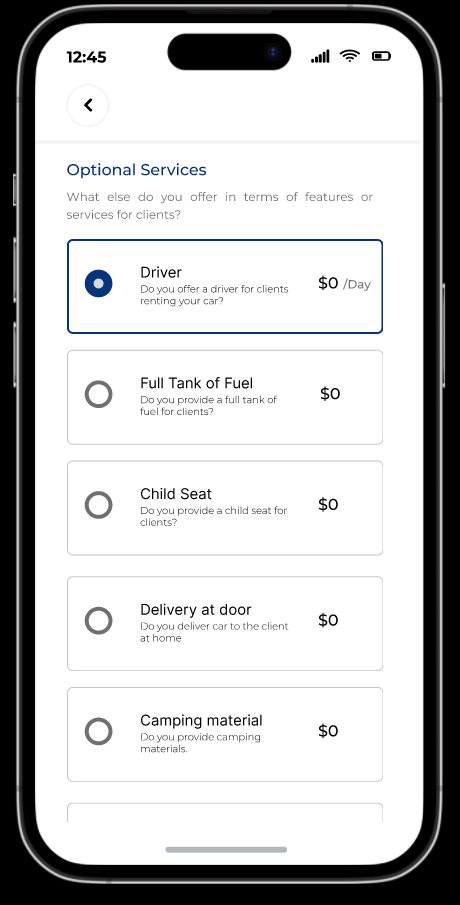 12:45
Optional Services
What else do you offer in terms of features or
services for clients?
Driver
Do you offer a driver for clients
renting your car?
$0 /Day
Full Tank of Fuel
Do you provide a full tank of
fuel for clients?
$0
Child Seat
Do you provide a child seat for
clients?
$0
Delivery at door
Do you deliver car to the client
at home
$0
Camping material
Do you provide camping
materials.
$0